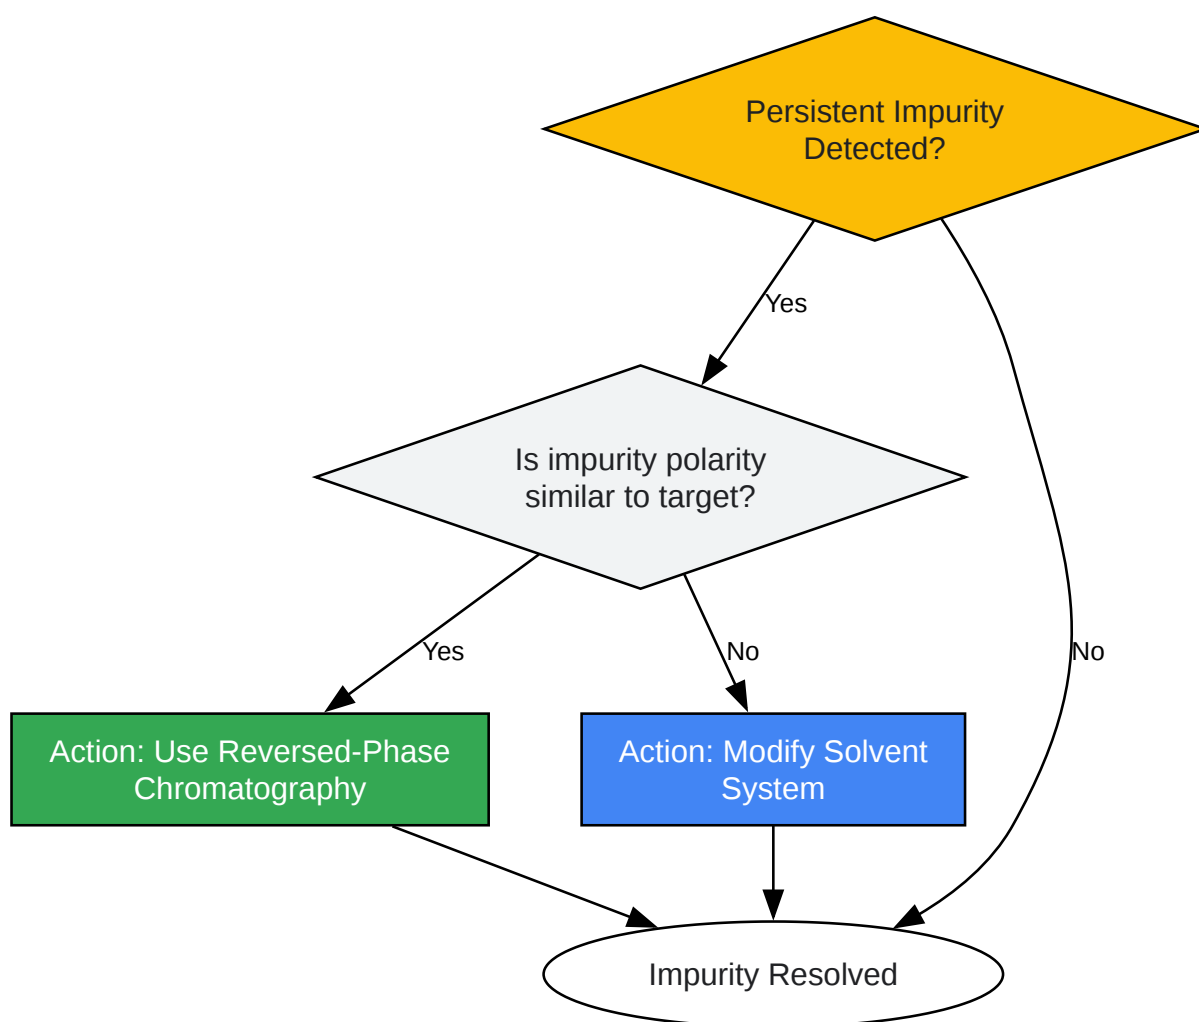 Persistent Impurity
Detected?
Yes
Is impurity polarity
similar to target?
Yes
No
No
Action: Use Reversed-Phase
Chromatography
Action: Modify Solvent
System
Impurity Resolved